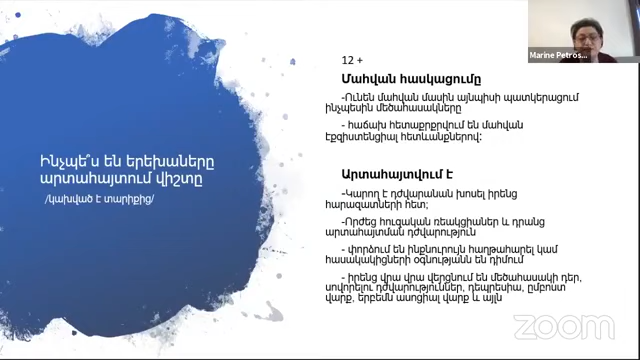 Marine Petros...
Ինչպե՞ս են երեխաները
արտահայտում վիշտը
/կախված է տարիքից/
12 +
Մահվան հասկացումը
-Ունեն մահվան մասին այնպիսի պատկերացում
ինչպեսին մեծահասակները
- հաճախ հետաքրքրվում են մահվան
էքզիստենցիալ հետևանքներով:
Արտահայտվում է
-Կարող է դժվարանան խոսել իրենց
հարազատների հետ;
-Որժեց հուզական ռեակցիաներ և դրանց
արտահայտման դժվարություն
- փորձում են ինքնուրույն հաղթահարել կամ
հասակակիցների օգնությանն են դիմում
- իրենց վրա վրա վերցնում են մեծահասակի դեր,
սովորելու դժվարություններ, դեպրեսիա, ըմբոստ
վարք, երբեմն ասոցիալ վարք և այլն
zoom